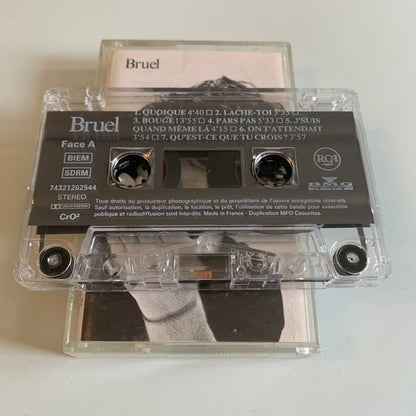 Bruel
Bruel
1. QUOIQUE 4'40 □ 2. LACHE-TOI 3'35 □
3. BOUGE ! 3'55 □ 4. PARS PAS 5'33 □ 5. J'SUIS
QUAND MÊME LÀ 4'15 □ 6. ON T'ATTENDAIT
3'54 □ 7. QU'EST-CE QUE TU CROIS ? 3'57
Face A
BIEM
SDRM
74321202544
STEREO
CrO²
RCA
BMG
Tous droits du producteur phonographique et du propriétaire de l'œuvre enregistrée réservés.
Sauf autorisation, la duplication, la location, le prêt, l'utilisation de cette bande pour exécution
publique et radiodiffusion sont interdits. Made in France - Duplication MPO Cassettes.